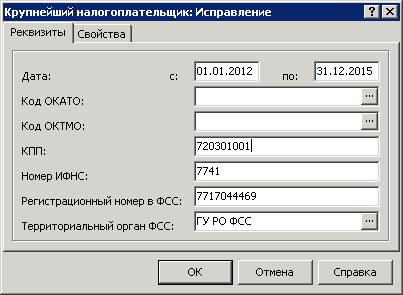 Крупнейший налогоплательщик: Исправление
Реквизиты Свойства
Дата: с: 01.01.2012 по: 31.12.2015
Код ОКАТО: ...
Код ОКТМО: ...
КПП: 720301001
Номер ИФНС: 7741
Регистрационный номер в ФСС: 7717044469
Территориальный орган ФСС: ГУ РО ФСС ...
ОК Отмена Справка